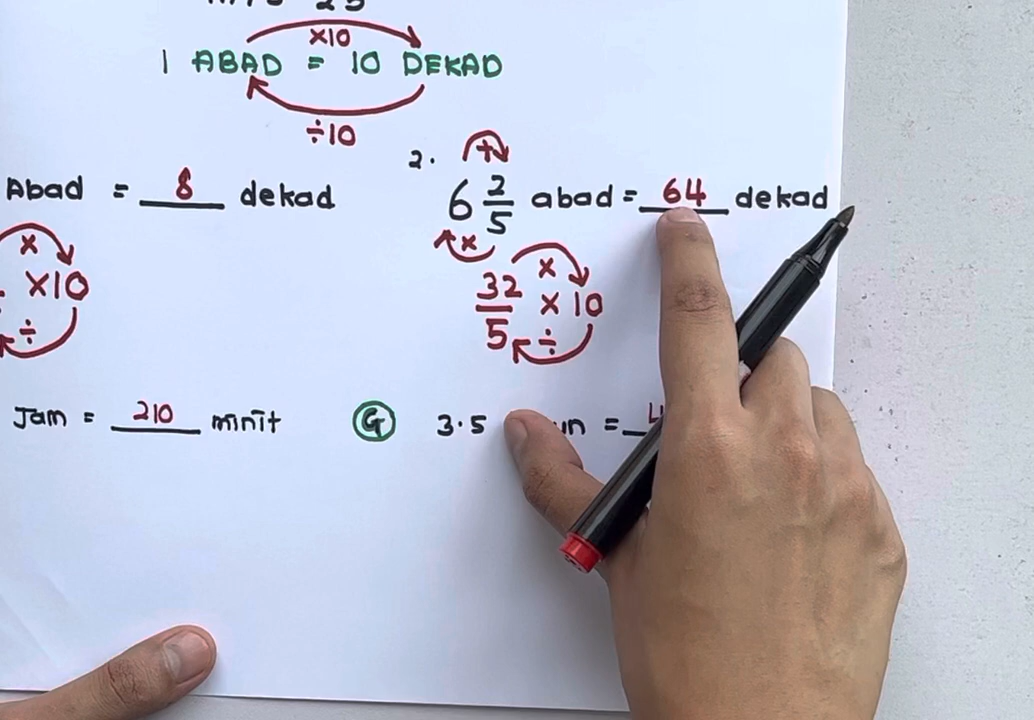 ×10
1 ABAD = 10 DEKAD
÷10
Abad = 8 dekad
×
×10
÷
2. +
6 2/5 abad = 64 dekad
×
32/5 × 10
×
÷
Jam = 210 minit
G 3.5 =